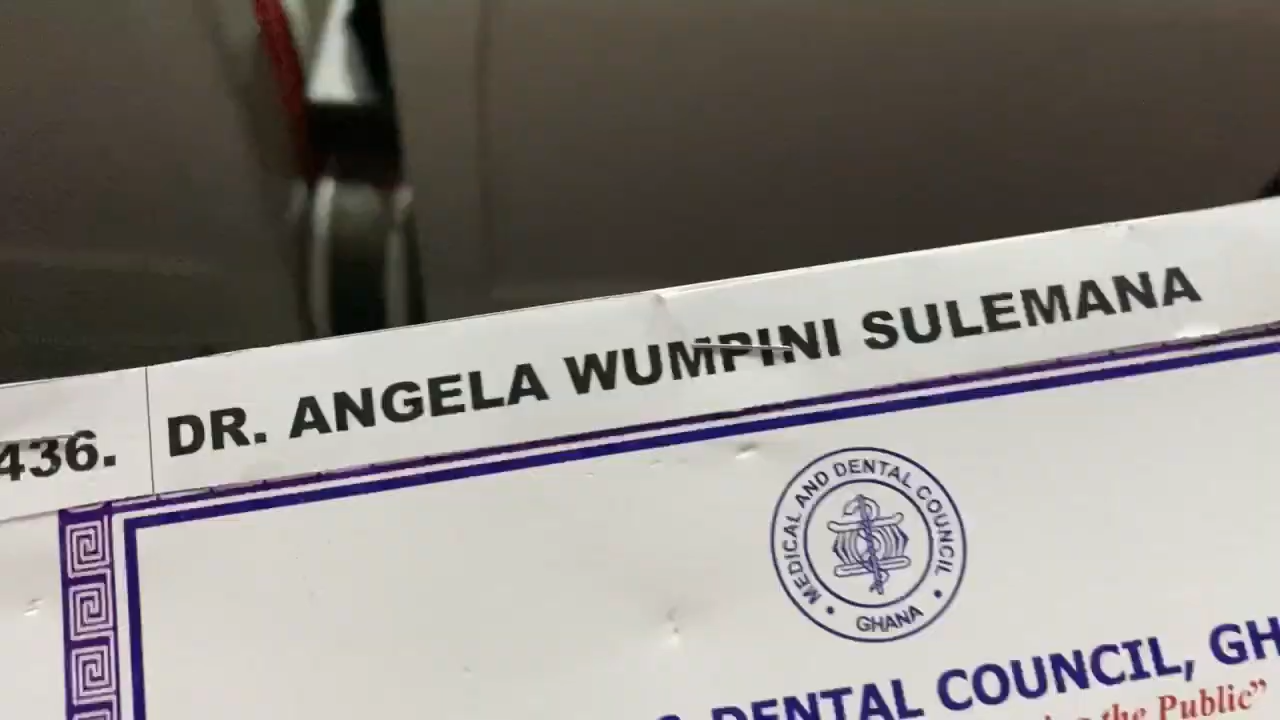 436. DR. ANGELA WUMPINI SULEMANA
MEDICAL AND DENTAL COUNCIL
GHANA
DENTAL COUNCIL, GH
the Public”